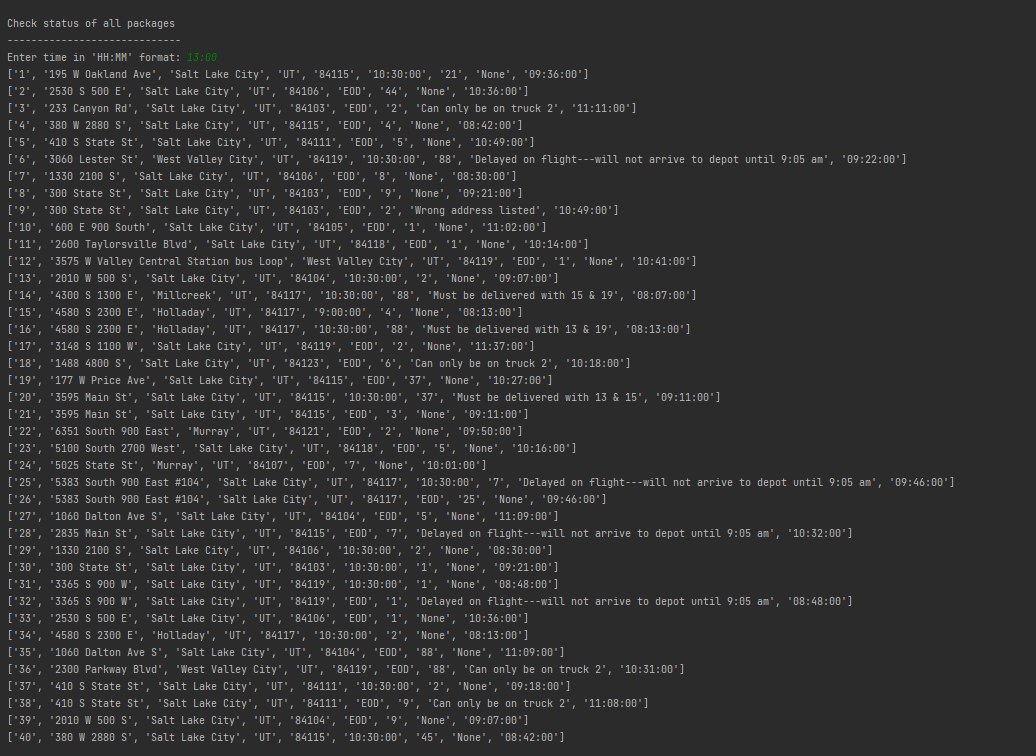 Check status of all packages
-----------------------------
Enter time in 'HH:MM' format: 13:00
['1', '195 W Oakland Ave', 'Salt Lake City', 'UT', '84115', '10:30:00', '21', 'None', '09:36:00']
['2', '2530 S 500 E', 'Salt Lake City', 'UT', '84106', 'EOD', '44', 'None', '10:36:00']
['3', '233 Canyon Rd', 'Salt Lake City', 'UT', '84103', 'EOD', '2', 'Can only be on truck 2', '11:11:00']
['4', '380 W 2880 S', 'Salt Lake City', 'UT', '84115', 'EOD', '4', 'None', '08:42:00']
['5', '410 S State St', 'Salt Lake City', 'UT', '84111', 'EOD', '5', 'None', '10:49:00']
['6', '3060 Lester St', 'West Valley City', 'UT', '84119', '10:30:00', '88', 'Delayed on flight---will not arrive to depot until 9:05 am', '09:22:00']
['7', '1330 2100 S', 'Salt Lake City', 'UT', '84106', 'EOD', '8', 'None', '08:30:00']
['8', '300 State St', 'Salt Lake City', 'UT', '84103', 'EOD', '9', 'None', '09:21:00']
['9', '300 State St', 'Salt Lake City', 'UT', '84103', 'EOD', '2', 'Wrong address listed', '10:49:00']
['10', '600 E 900 South', 'Salt Lake City', 'UT', '84105', 'EOD', '1', 'None', '11:02:00']
['11', '2600 Taylorsville Blvd', 'Salt Lake City', 'UT', '84118', 'EOD', '1', 'None', '10:14:00']
['12', '3575 W Valley Central Station bus Loop', 'West Valley City', 'UT', '84119', 'EOD', '1', 'None', '10:41:00']
['13', '2010 W 500 S', 'Salt Lake City', 'UT', '84104', '10:30:00', '2', 'None', '09:07:00']
['14', '4300 S 1300 E', 'Millcreek', 'UT', '84117', '10:30:00', '88', 'Must be delivered with 15 & 19', '08:07:00']
['15', '4580 S 2300 E', 'Holladay', 'UT', '84117', '9:00:00', '4', 'None', '08:13:00']
['16', '4580 S 2300 E', 'Holladay', 'UT', '84117', '10:30:00', '88', 'Must be delivered with 13 & 19', '08:13:00']
['17', '3148 S 1100 W', 'Salt Lake City', 'UT', '84119', 'EOD', '2', 'None', '11:37:00']
['18', '1488 4800 S', 'Salt Lake City', 'UT', '84123', 'EOD', '6', 'Can only be on truck 2', '10:18:00']
['19', '177 W Price Ave', 'Salt Lake City', 'UT', '84115', 'EOD', '37', 'None', '10:27:00']
['20', '3595 Main St', 'Salt Lake City', 'UT', '84115', '10:30:00', '37', 'Must be delivered with 13 & 15', '09:11:00']
['21', '3595 Main St', 'Salt Lake City', 'UT', '84115', 'EOD', '3', 'None', '09:11:00']
['22', '6351 South 900 East', 'Murray', 'UT', '84121', 'EOD', '2', 'None', '09:50:00']
['23', '5100 South 2700 West', 'Salt Lake City', 'UT', '84118', 'EOD', '5', 'None', '10:16:00']
['24', '5025 State St', 'Murray', 'UT', '84107', 'EOD', '7', 'None', '10:01:00']
['25', '5383 South 900 East #104', 'Salt Lake City', 'UT', '84117', '10:30:00', '7', 'Delayed on flight---will not arrive to depot until 9:05 am', '09:46:00']
['26', '5383 South 900 East #104', 'Salt Lake City', 'UT', '84117', 'EOD', '25', 'None', '09:46:00']
['27', '1060 Dalton Ave S', 'Salt Lake City', 'UT', '84104', 'EOD', '5', 'None', '11:09:00']
['28', '2835 Main St', 'Salt Lake City', 'UT', '84115', 'EOD', '7', 'Delayed on flight---will not arrive to depot until 9:05 am', '10:32:00']
['29', '1330 2100 S', 'Salt Lake City', 'UT', '84106', '10:30:00', '2', 'None', '08:30:00']
['30', '300 State St', 'Salt Lake City', 'UT', '84103', '10:30:00', '1', 'None', '09:21:00']
['31', '3365 S 900 W', 'Salt Lake City', 'UT', '84119', '10:30:00', '1', 'None', '08:48:00']
['32', '3365 S 900 W', 'Salt Lake City', 'UT', '84119', 'EOD', '1', 'Delayed on flight---will not arrive to depot until 9:05 am', '08:48:00']
['33', '2530 S 500 E', 'Salt Lake City', 'UT', '84106', 'EOD', '1', 'None', '10:36:00']
['34', '4580 S 2300 E', 'Holladay', 'UT', '84117', '10:30:00', '2', 'None', '08:13:00']
['35', '1060 Dalton Ave S', 'Salt Lake City', 'UT', '84104', 'EOD', '88', 'None', '11:09:00']
['36', '2300 Parkway Blvd', 'West Valley City', 'UT', '84119', 'EOD', '88', 'Can only be on truck 2', '10:31:00']
['37', '410 S State St', 'Salt Lake City', 'UT', '84111', '10:30:00', '2', 'None', '09:18:00']
['38', '410 S State St', 'Salt Lake City', 'UT', '84111', 'EOD', '9', 'Can only be on truck 2', '11:08:00']
['39', '2010 W 500 S', 'Salt Lake City', 'UT', '84104', 'EOD', '9', 'None', '09:07:00']
['40', '380 W 2880 S', 'Salt Lake City', 'UT', '84115', '10:30:00', '45', 'None', '08:42:00']